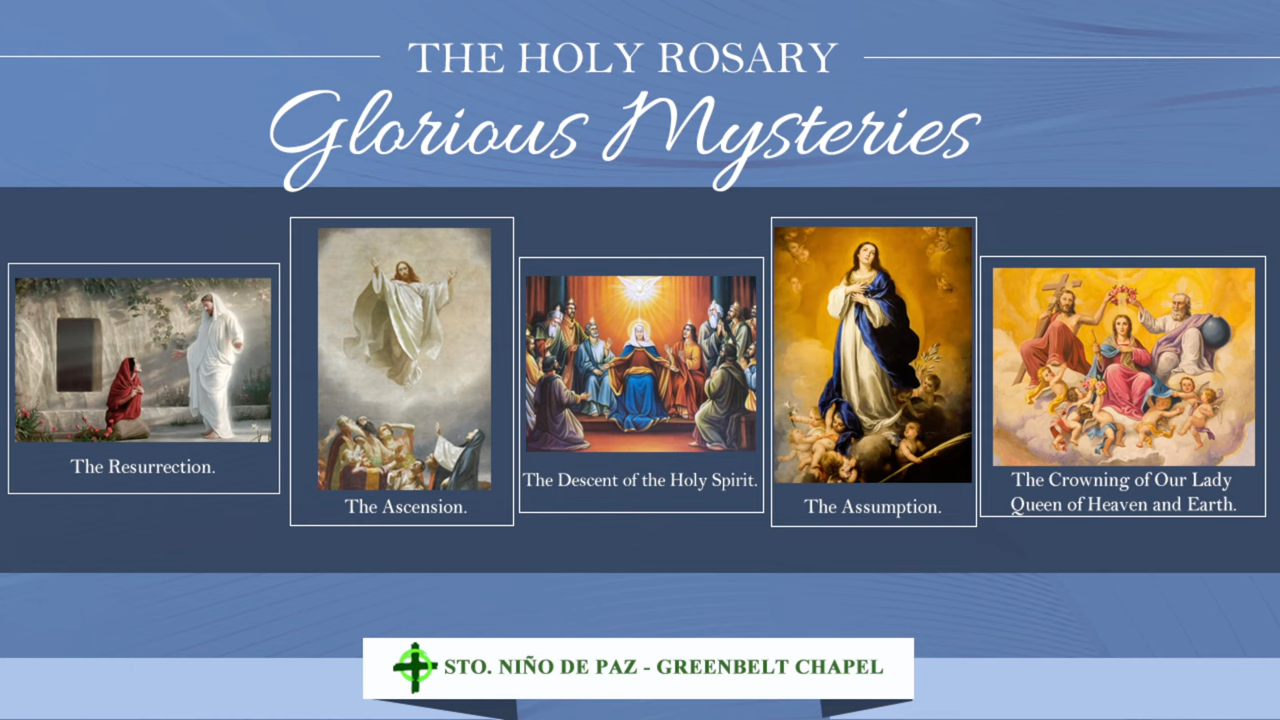 THE HOLY ROSARY
Glorious Mysteries
The Resurrection.
The Ascension.
The Descent of the Holy Spirit.
The Assumption.
The Crowning of Our Lady
Queen of Heaven and Earth.
STO. NIÑO DE PAZ - GREENBELT CHAPEL